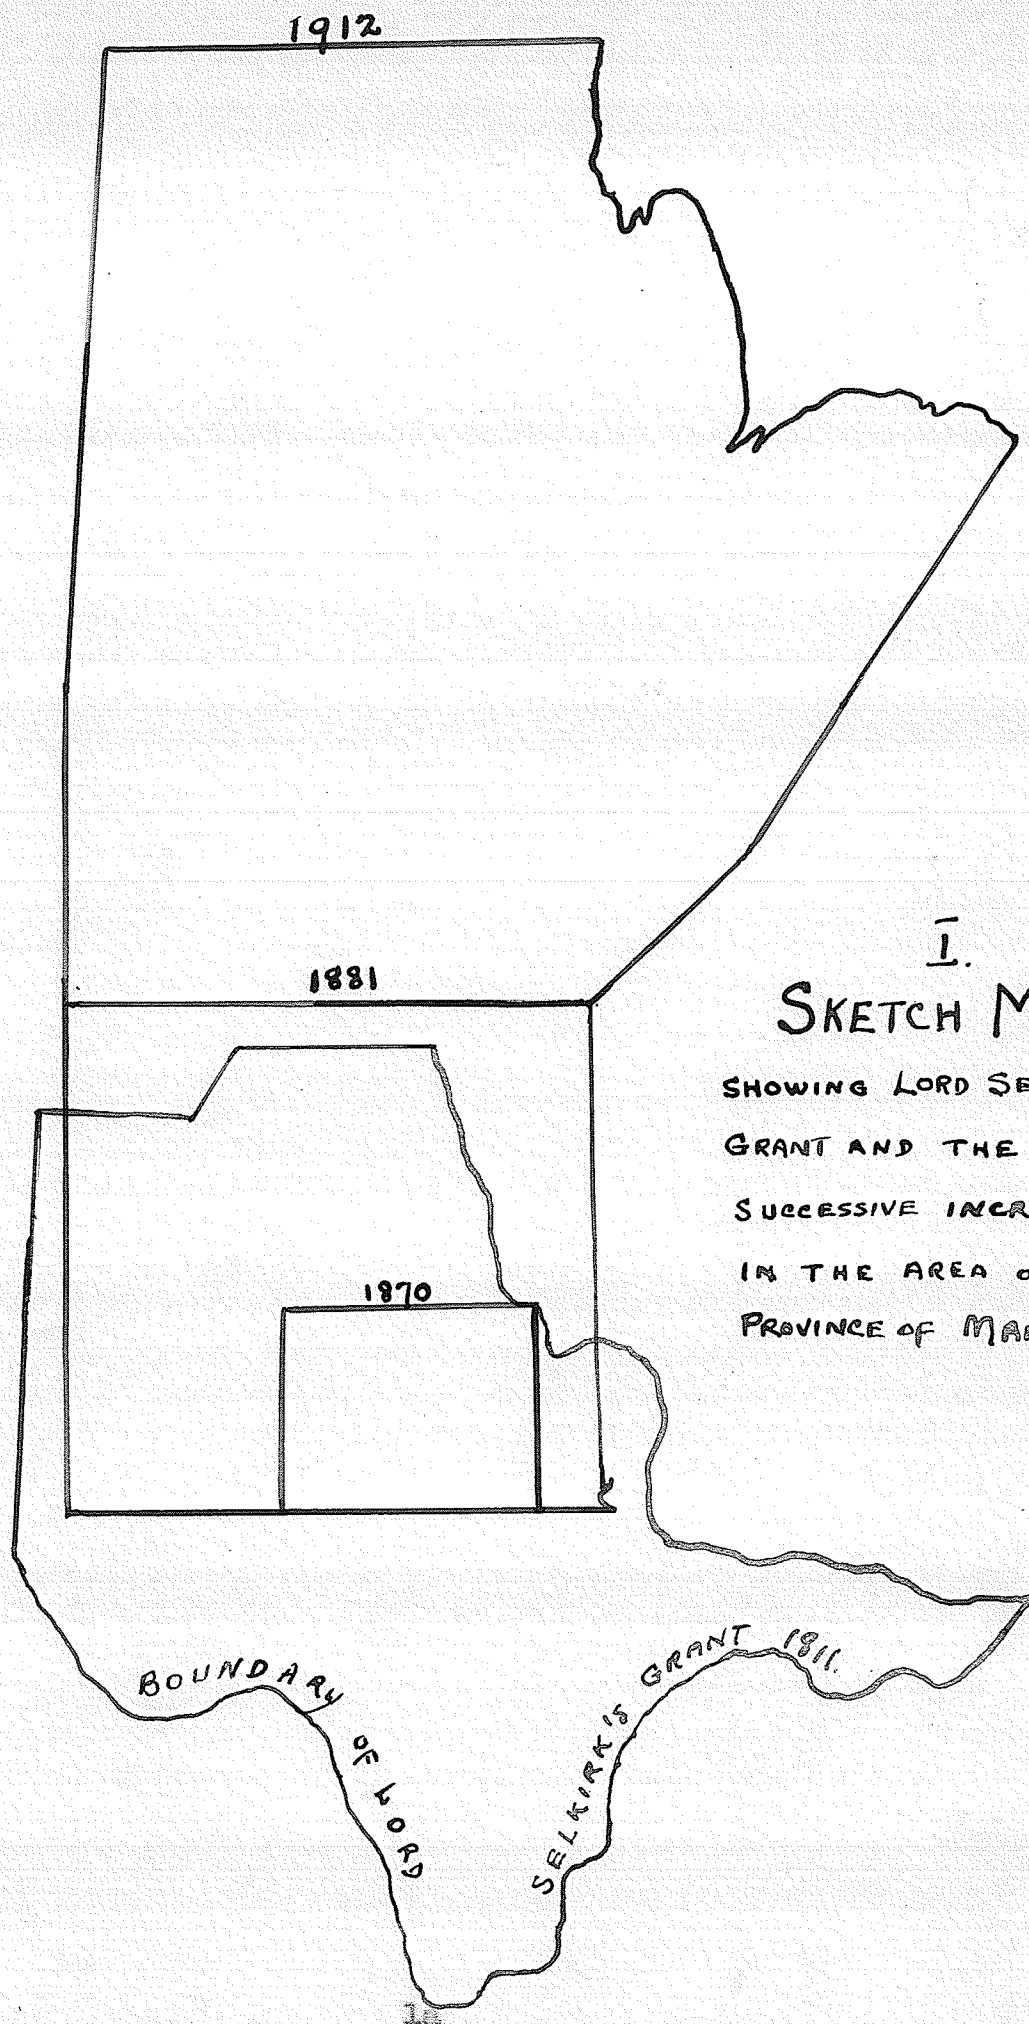 1912
1881
1870
I.
SKETCH M
SHOWING LORD SE
GRANT AND THE
SUCCESSIVE INCR
IN THE AREA O
PROVINCE OF MA
BOUNDARY OF LORD SELKIRK'S GRANT 1811.